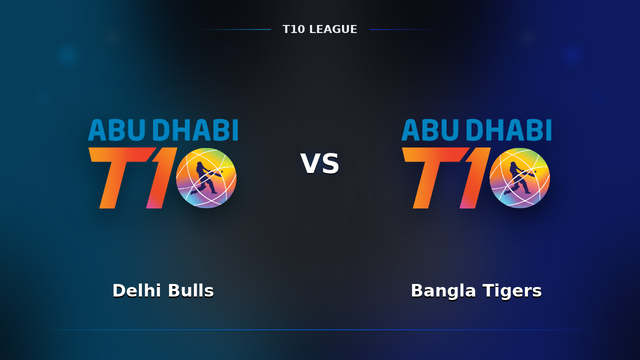 T10 LEAGUE
ABU DHABI
T10
ABU DHABI
T10
VS
Delhi Bulls
Bangla Tigers